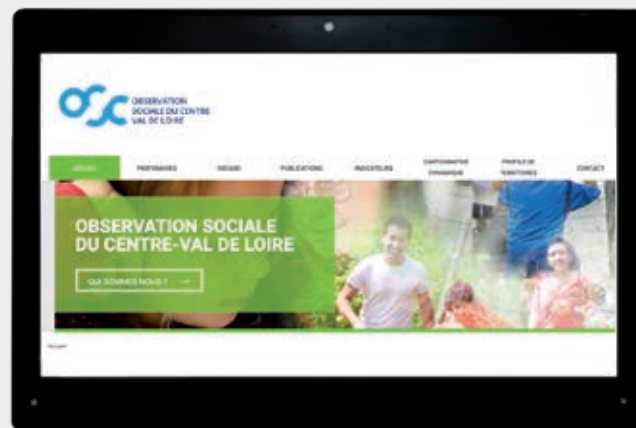 OSC
OBSERVATION
SOCIALE DU CENTRE
VAL DE LOIRE
ACCUEIL
PARTENAIRES
PUBLICATIONS
INDICATEURS
CARTOGRAPHIE
DYNAMIQUE
PROFILS DE
TERRITOIRES
CONTACT
OBSERVATION SOCIALE
DU CENTRE-VAL DE LOIRE
QUI SOMMES NOUS ? →